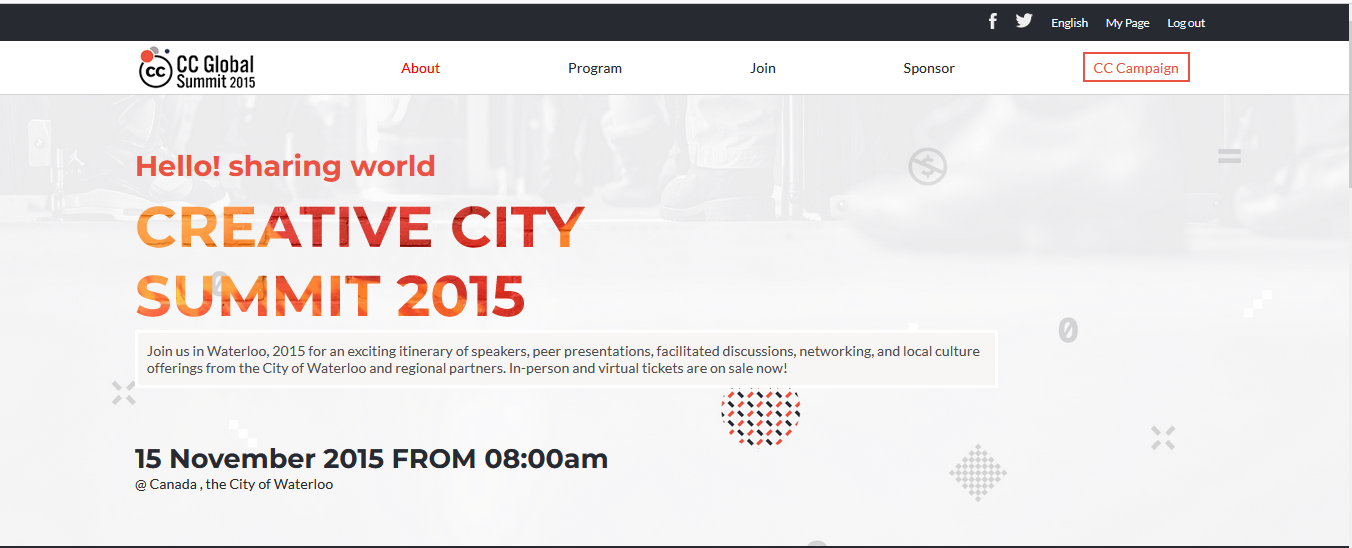 English My Page Log out
CC Global
Summit 2015
cc
About Program Join Sponsor CC Campaign
Hello! sharing world
CREATIVE CITY
SUMMIT 2015
Join us in Waterloo, 2015 for an exciting itinerary of speakers, peer presentations, facilitated discussions, networking, and local culture
offerings from the City of Waterloo and regional partners. In-person and virtual tickets are on sale now!
15 November 2015 FROM 08:00am
@ Canada , the City of Waterloo